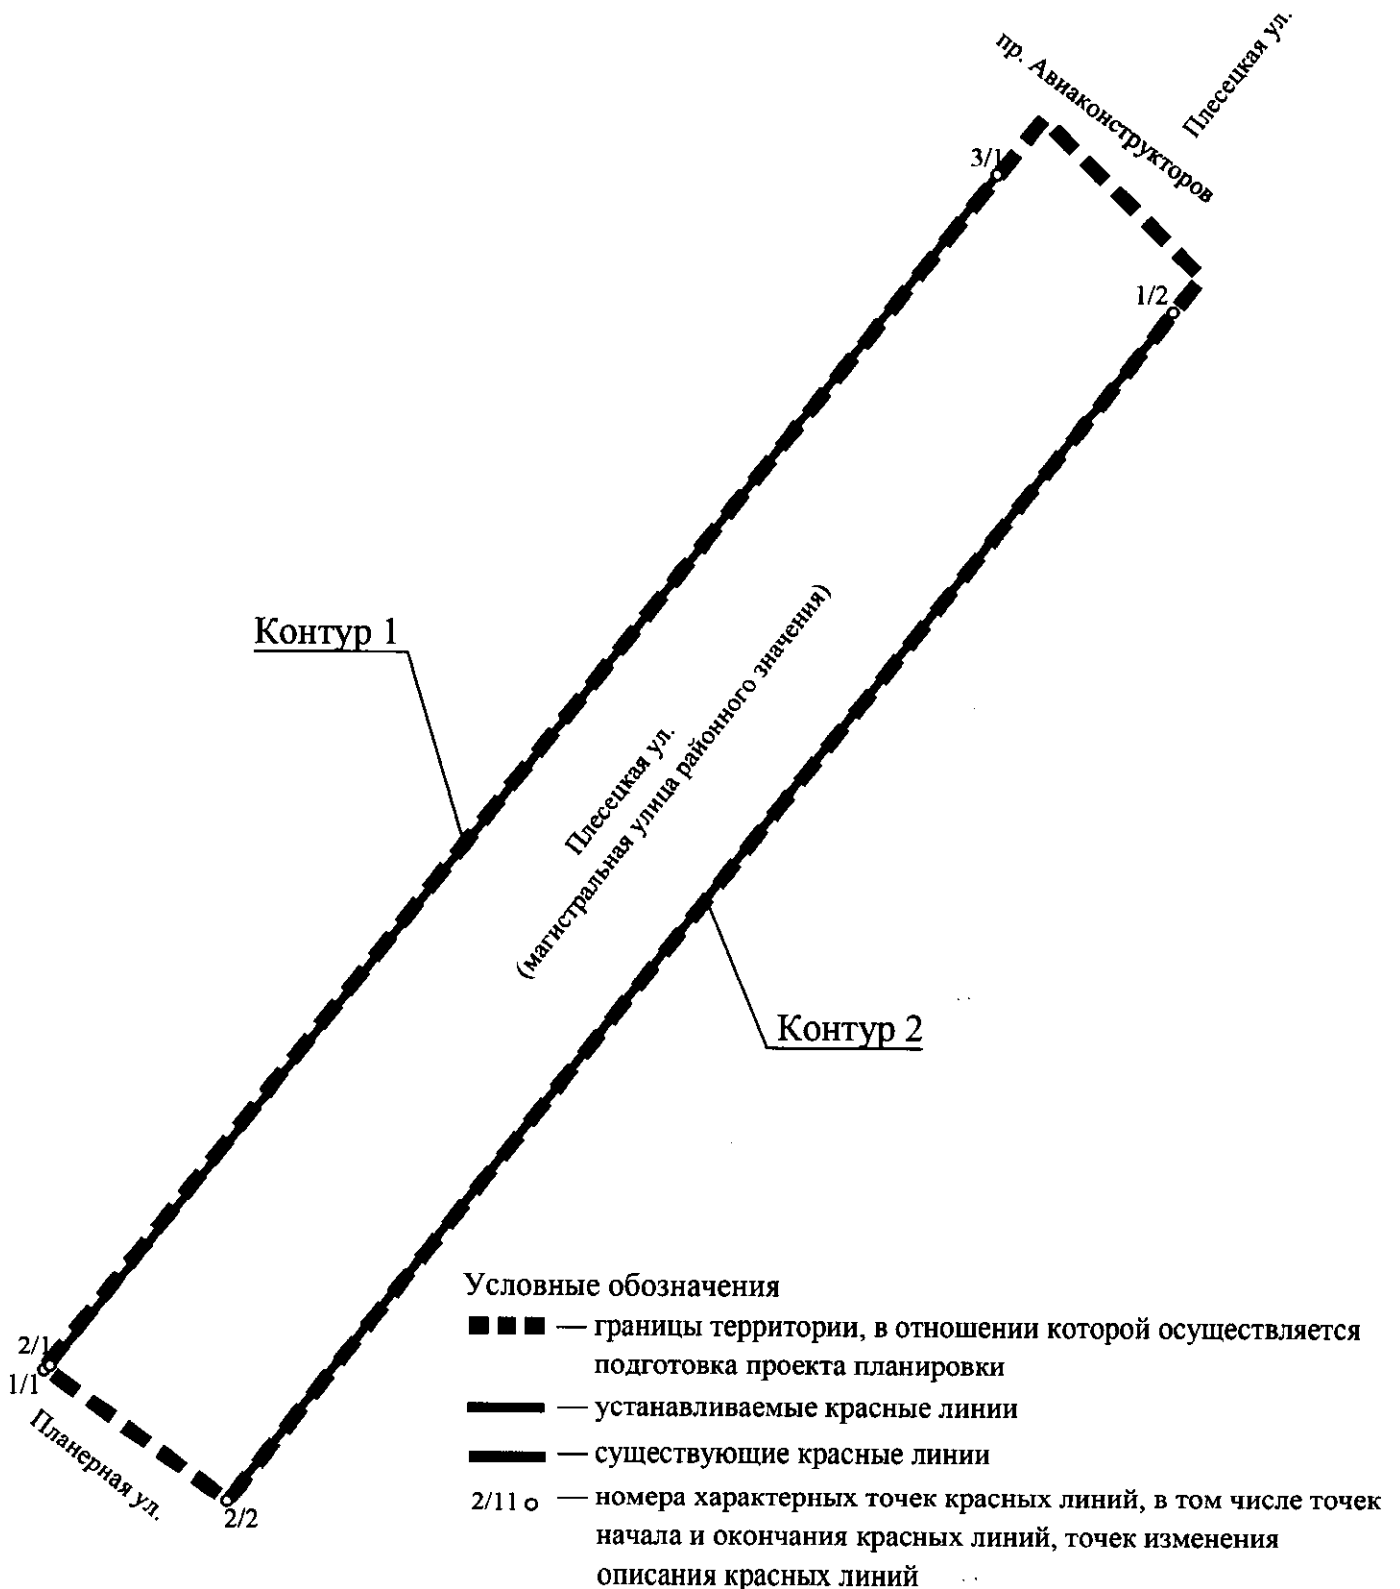 Плесецкая ул.
пр. Авиаконструкторов
3/1
1/2
Контур 1
Плесецкая ул.
(магистральная улица районного значения)
Контур 2
2/1
1/1
Планерная ул.
2/2
Условные обозначения
— границы территории, в отношении которой осуществляется
подготовка проекта планировки
— устанавливаемые красные линии
— существующие красные линии
2/11 — номера характерных точек красных линий, в том числе точек
начала и окончания красных линий, точек изменения
описания красных линий